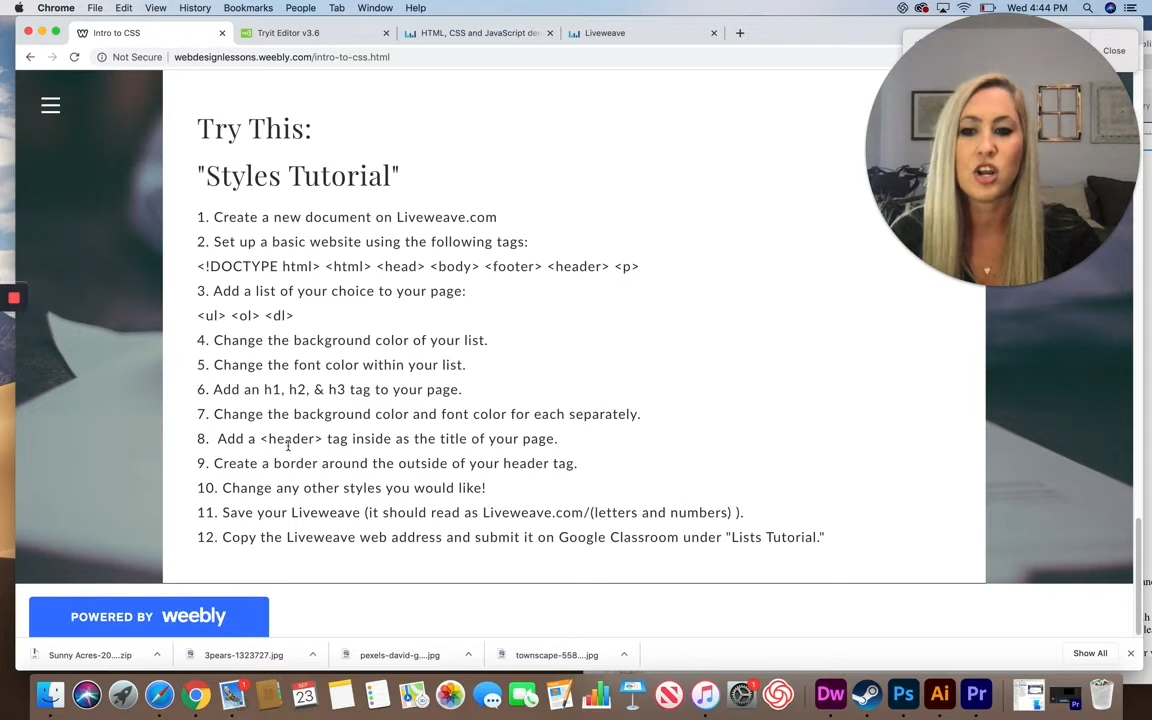 Chrome File Edit View History Bookmarks People Tab Window Help
Wed 4:44 PM
Intro to CSS
Tryit Editor v3.6
HTML, CSS and JavaScript de
Liveweave
Not Secure webdesignlessons.weebly.com/intro-to-css.html
Close
Try This:
"Styles Tutorial"
1. Create a new document on Liveweave.com
2. Set up a basic website using the following tags:
<!DOCTYPE html> <html> <head> <body> <footer> <header> <p>
3. Add a list of your choice to your page:
<ul> <ol> <dl>
4. Change the background color of your list.
5. Change the font color within your list.
6. Add an h1, h2, & h3 tag to your page.
7. Change the background color and font color for each separately.
8. Add a <header> tag inside as the title of your page.
9. Create a border around the outside of your header tag.
10. Change any other styles you would like!
11. Save your Liveweave (it should read as Liveweave.com/(letters and numbers) ).
12. Copy the Liveweave web address and submit it on Google Classroom under "Lists Tutorial."
POWERED BY weebly
Sunny Acres-20....zip
3pears-1323727.jpg
pexels-david-g....jpg
townscape-558....jpg
Show All
SEP
23
1
1
Dw
Ps
Ai
Pr